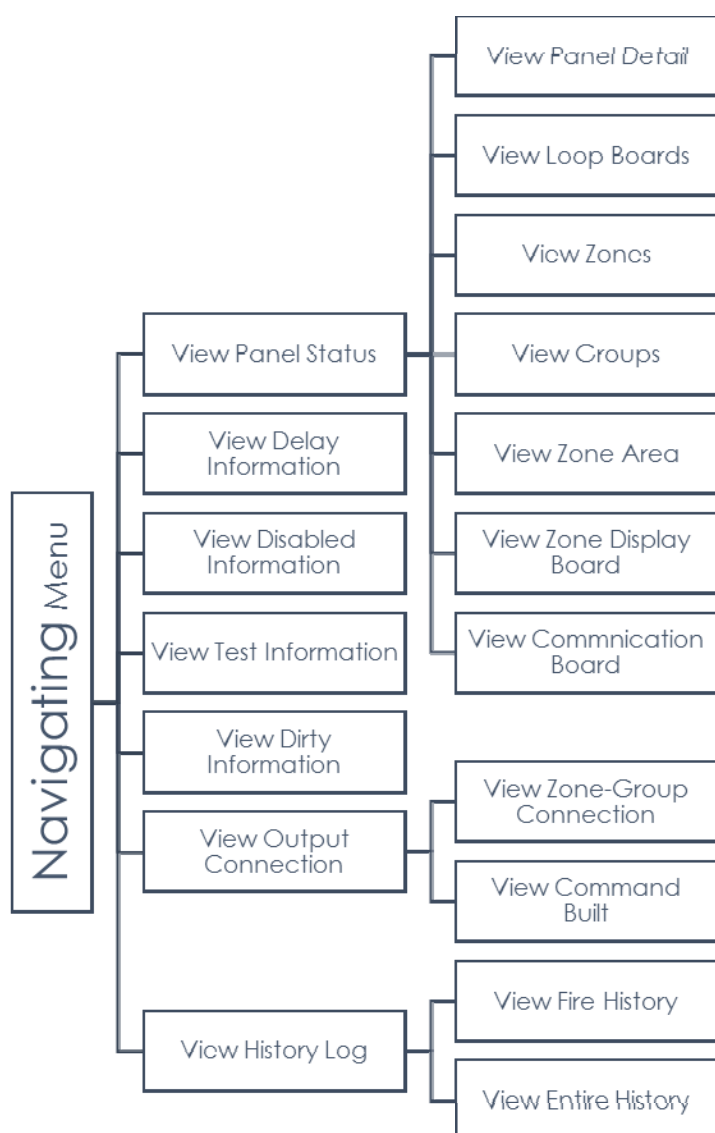 Navigating Menu
View Panel Status
View Panel Detail
View Loop Boards
View Zones
View Groups
View Zone Area
View Zone Display
Board
View Commnication
Board
View Delay
Information
View Disabled
Information
View Test Information
View Dirty
Information
View Output
Connection
View Zone-Group
Connection
View Command
Built
View History Log
View Fire History
View Entire History